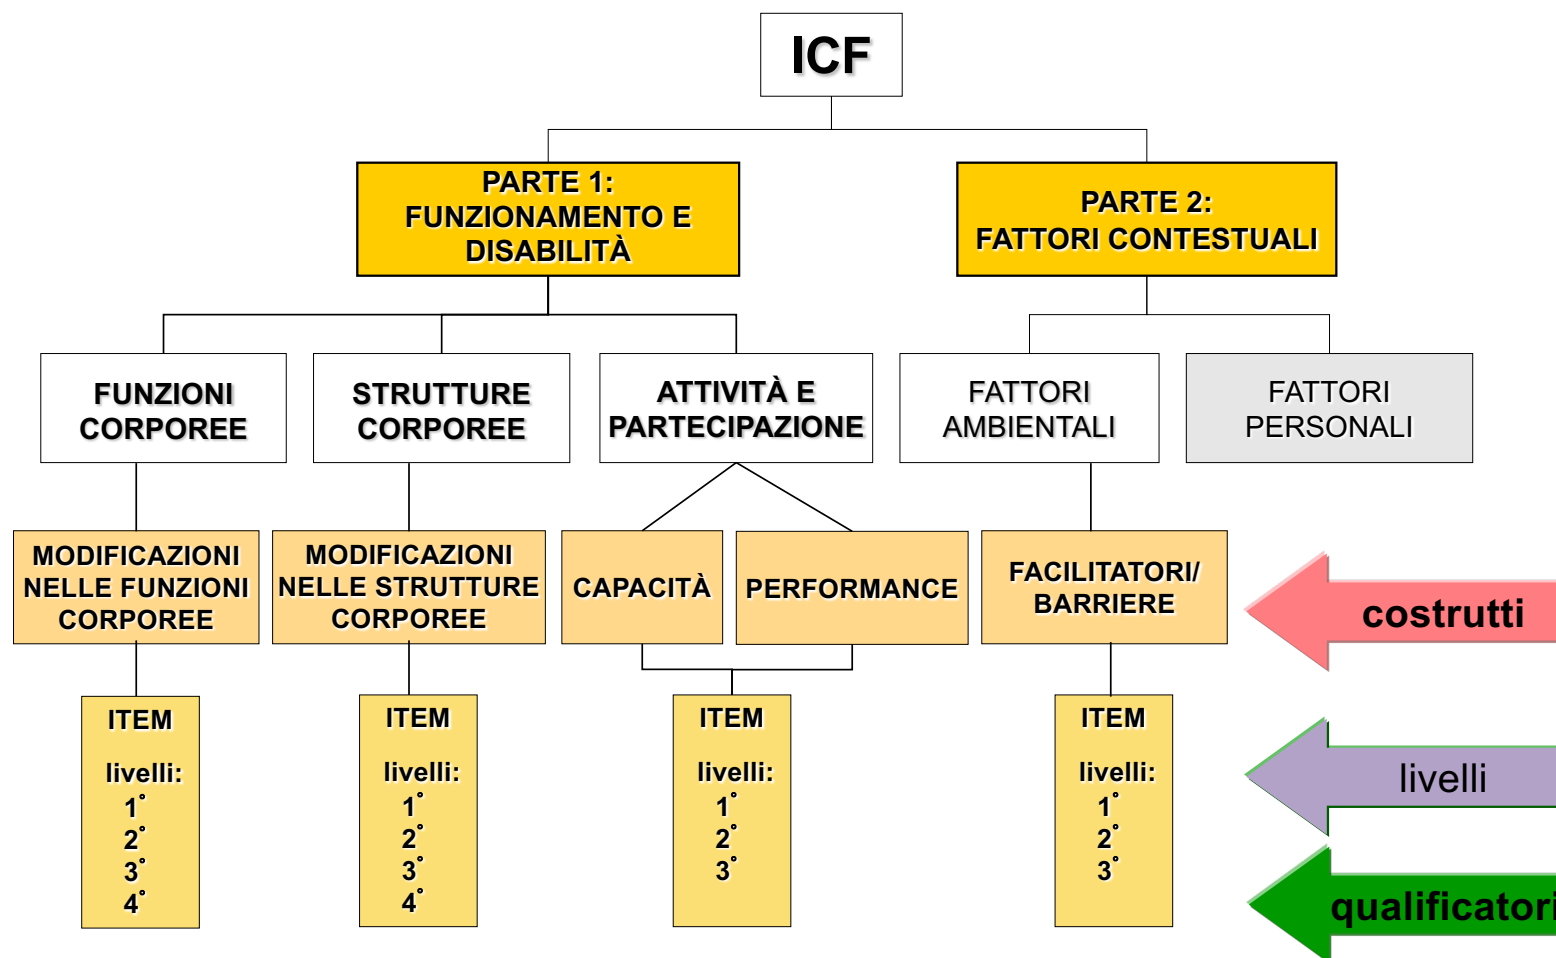 ICF
PARTE 1:
FUNZIONAMENTO E
DISABILITÀ
PARTE 2:
FATTORI CONTESTUALI
FUNZIONI
CORPOREE
STRUTTURE
CORPOREE
ATTIVITÀ E
PARTECIPAZIONE
FATTORI
AMBIENTALI
FATTORI
PERSONALI
MODIFICAZIONI
NELLE FUNZIONI
CORPOREE
MODIFICAZIONI
NELLE STRUTTURE
CORPOREE
CAPACITÀ
PERFORMANCE
FACILITATORI/
BARRIERE
costrutti
ITEM
livelli:
1°
2°
3°
4°
ITEM
livelli:
1°
2°
3°
4°
ITEM
livelli:
1°
2°
3°
ITEM
livelli:
1°
2°
3°
livelli
qualificatori